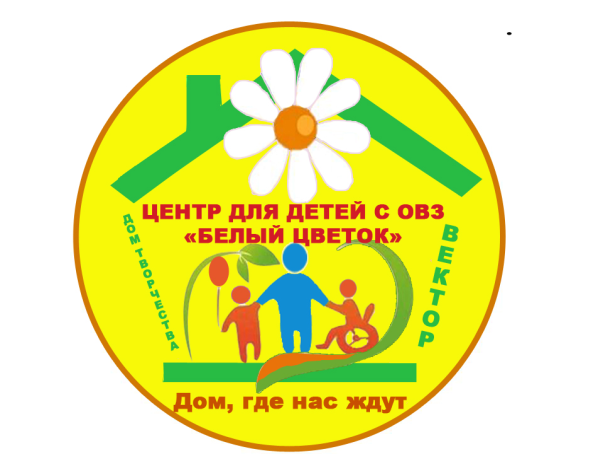 ЦЕНТР ДЛЯ ДЕТЕЙ С ОВЗ
«БЕЛЫЙ ЦВЕТОК»
ДОМ ТВОРЧЕСТВА
ВЕКТОР
Дом, где нас ждут